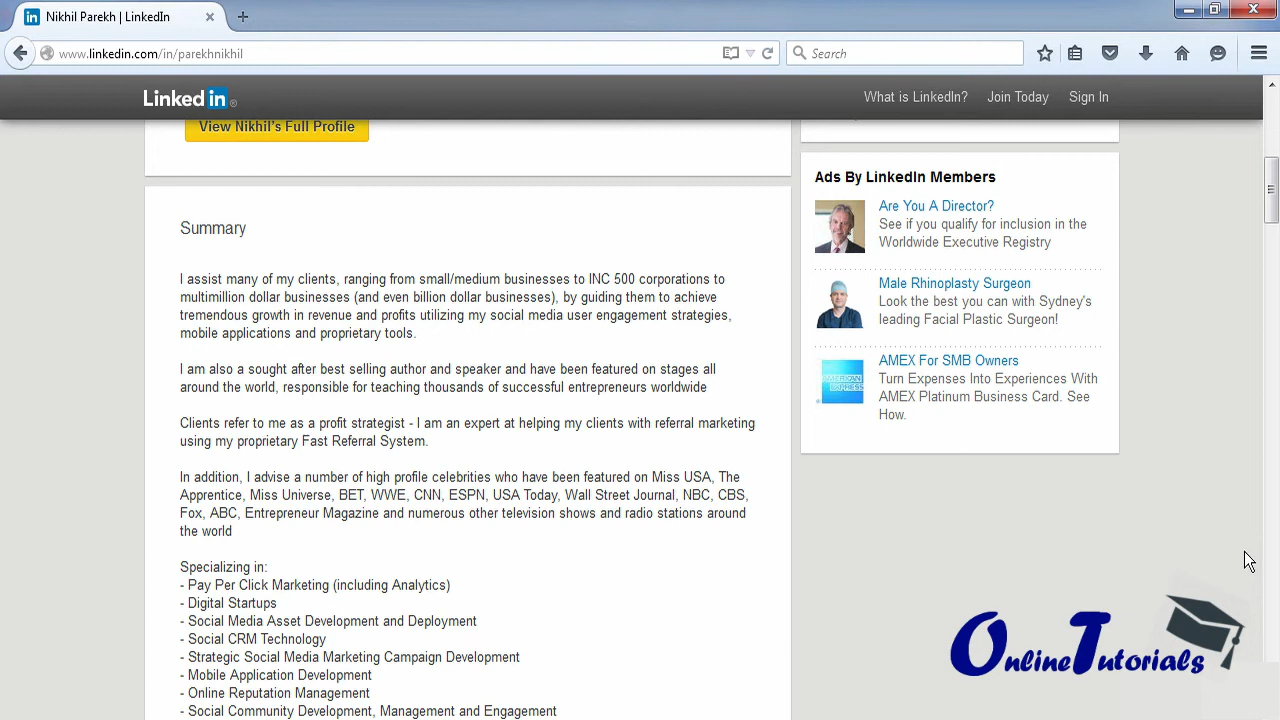 Nikhil Parekh | LinkedIn
www.linkedin.com/in/parekhnikhil
Search
Linked in ®
What is LinkedIn?
Join Today
Sign In
View Nikhil's Full Profile
Summary
I assist many of my clients, ranging from small/medium businesses to INC 500 corporations to
multimillion dollar businesses (and even billion dollar businesses), by guiding them to achieve
tremendous growth in revenue and profits utilizing my social media user engagement strategies,
mobile applications and proprietary tools.
I am also a sought after best selling author and speaker and have been featured on stages all
around the world, responsible for teaching thousands of successful entrepreneurs worldwide
Clients refer to me as a profit strategist - I am an expert at helping my clients with referral marketing
using my proprietary Fast Referral System.
In addition, I advise a number of high profile celebrities who have been featured on Miss USA, The
Apprentice, Miss Universe, BET, WWE, CNN, ESPN, USA Today, Wall Street Journal, NBC, CBS,
Fox, ABC, Entrepreneur Magazine and numerous other television shows and radio stations around
the world
Specializing in:
- Pay Per Click Marketing (including Analytics)
- Digital Startups
- Social Media Asset Development and Deployment
- Social CRM Technology
- Strategic Social Media Marketing Campaign Development
- Mobile Application Development
- Online Reputation Management
- Social Community Development, Management and Engagement
Ads By LinkedIn Members
Are You A Director?
See if you qualify for inclusion in the
Worldwide Executive Registry
Male Rhinoplasty Surgeon
Look the best you can with Sydney's
leading Facial Plastic Surgeon!
AMEX For SMB Owners
Turn Expenses Into Experiences With
AMEX Platinum Business Card. See
How.
AMERICAN
EXPRESS
OnlineTutorials